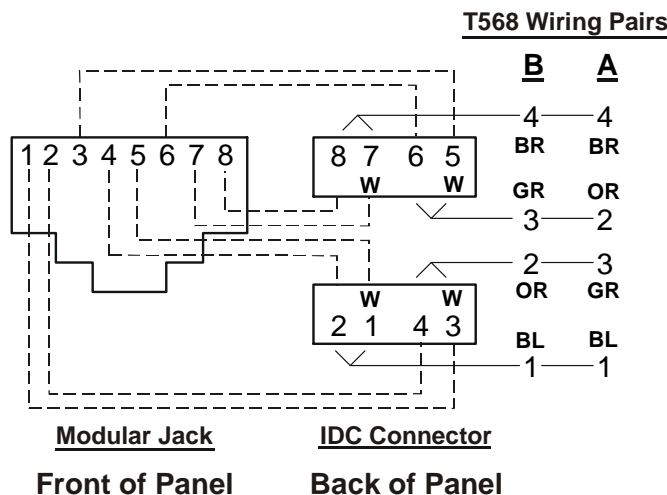 T568 Wiring Pairs
B A
4 4
BR BR
1 2 3 4 5 6 7 8
8 7 6 5
W W
GR OR
3 2
2 3
OR GR
W W
2 1 4 3
BL BL
1 1
Modular Jack IDC Connector
Front of Panel Back of Panel